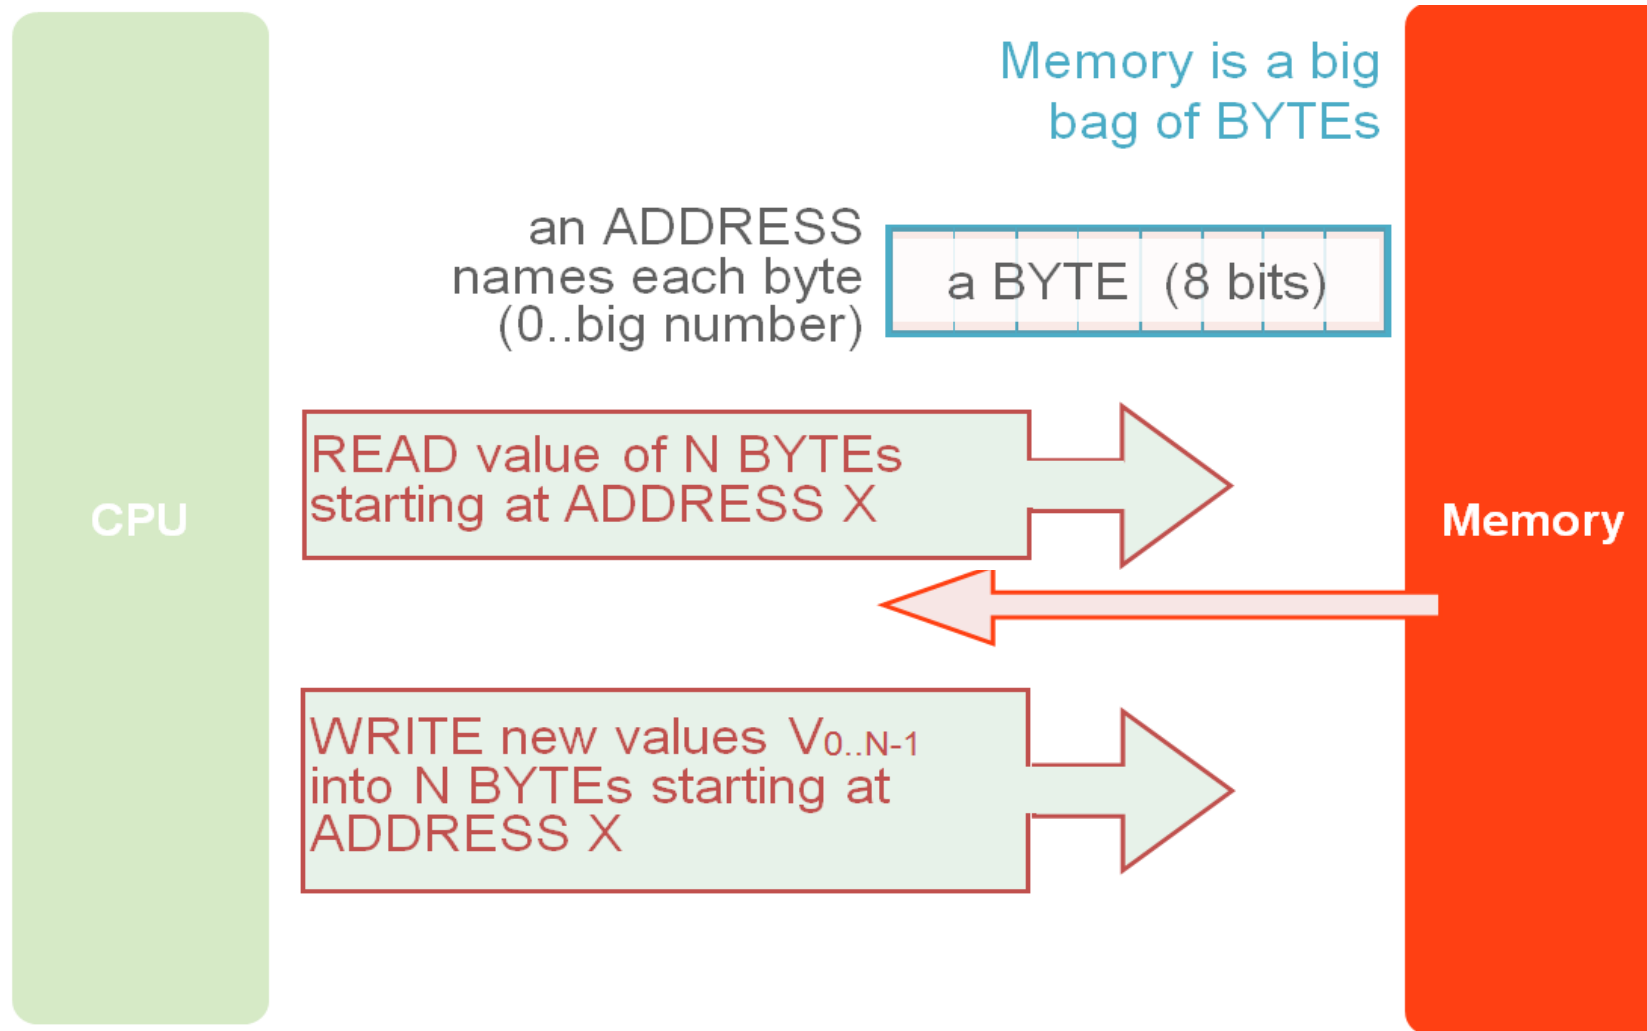 Memory is a big
bag of BYTEs
an ADDRESS
names each byte
(0..big number)
a BYTE (8 bits)
READ value of N BYTEs
starting at ADDRESS X
CPU
Memory
WRITE new values V0..N-1
into N BYTEs starting at
ADDRESS X